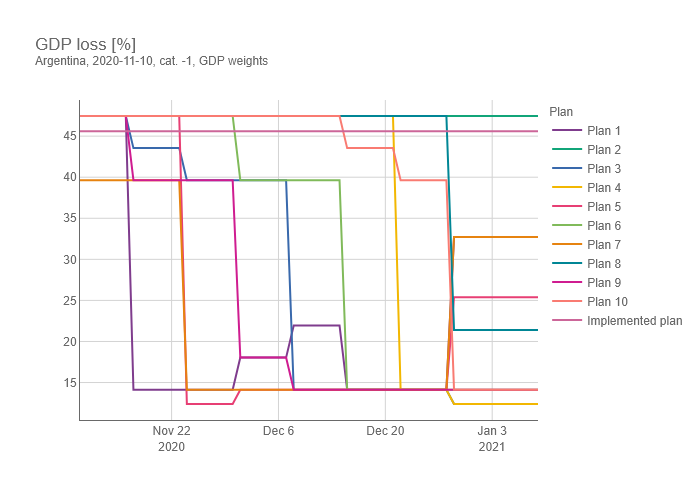 GDP loss [%]
Argentina, 2020-11-10, cat. -1, GDP weights
45
40
35
30
25
20
15
Nov 22
2020
Dec 6
Dec 20
Jan 3
2021
Plan
Plan 1
Plan 2
Plan 3
Plan 4
Plan 5
Plan 6
Plan 7
Plan 8
Plan 9
Plan 10
Implemented plan